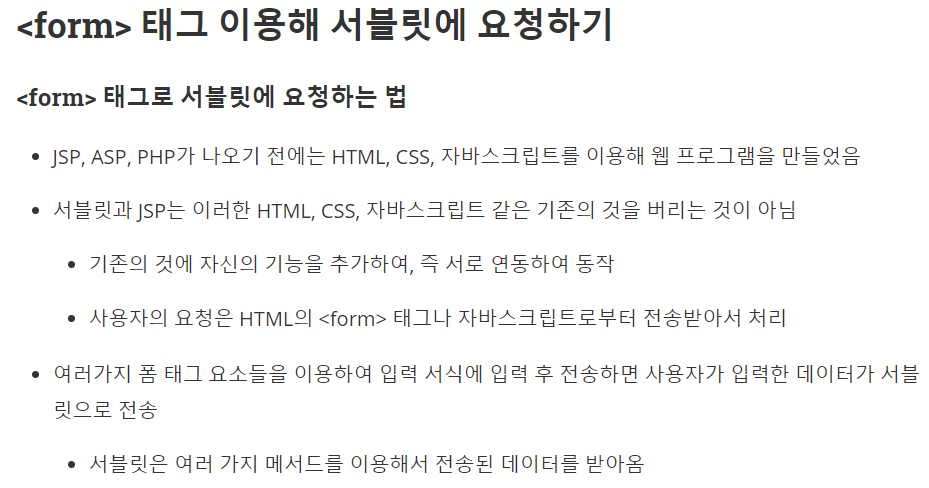 <form> 태그 이용해 서블릿에 요청하기
<form> 태그로 서블릿에 요청하는 법
• JSP, ASP, PHP가 나오기 전에는 HTML, CSS, 자바스크립트를 이용해 웹 프로그램을 만들었음
• 서블릿과 JSP는 이러한 HTML, CSS, 자바스크립트 같은 기존의 것을 버리는 것이 아님
• 기존의 것에 자신의 기능을 추가하여, 즉 서로 연동하여 동작
• 사용자의 요청은 HTML의 <form> 태그나 자바스크립트로부터 전송받아서 처리
• 여러가지 폼 태그 요소들을 이용하여 입력 서식에 입력 후 전송하면 사용자가 입력한 데이터가 서블
릿으로 전송
• 서블릿은 여러 가지 메서드를 이용해서 전송된 데이터를 받아옴